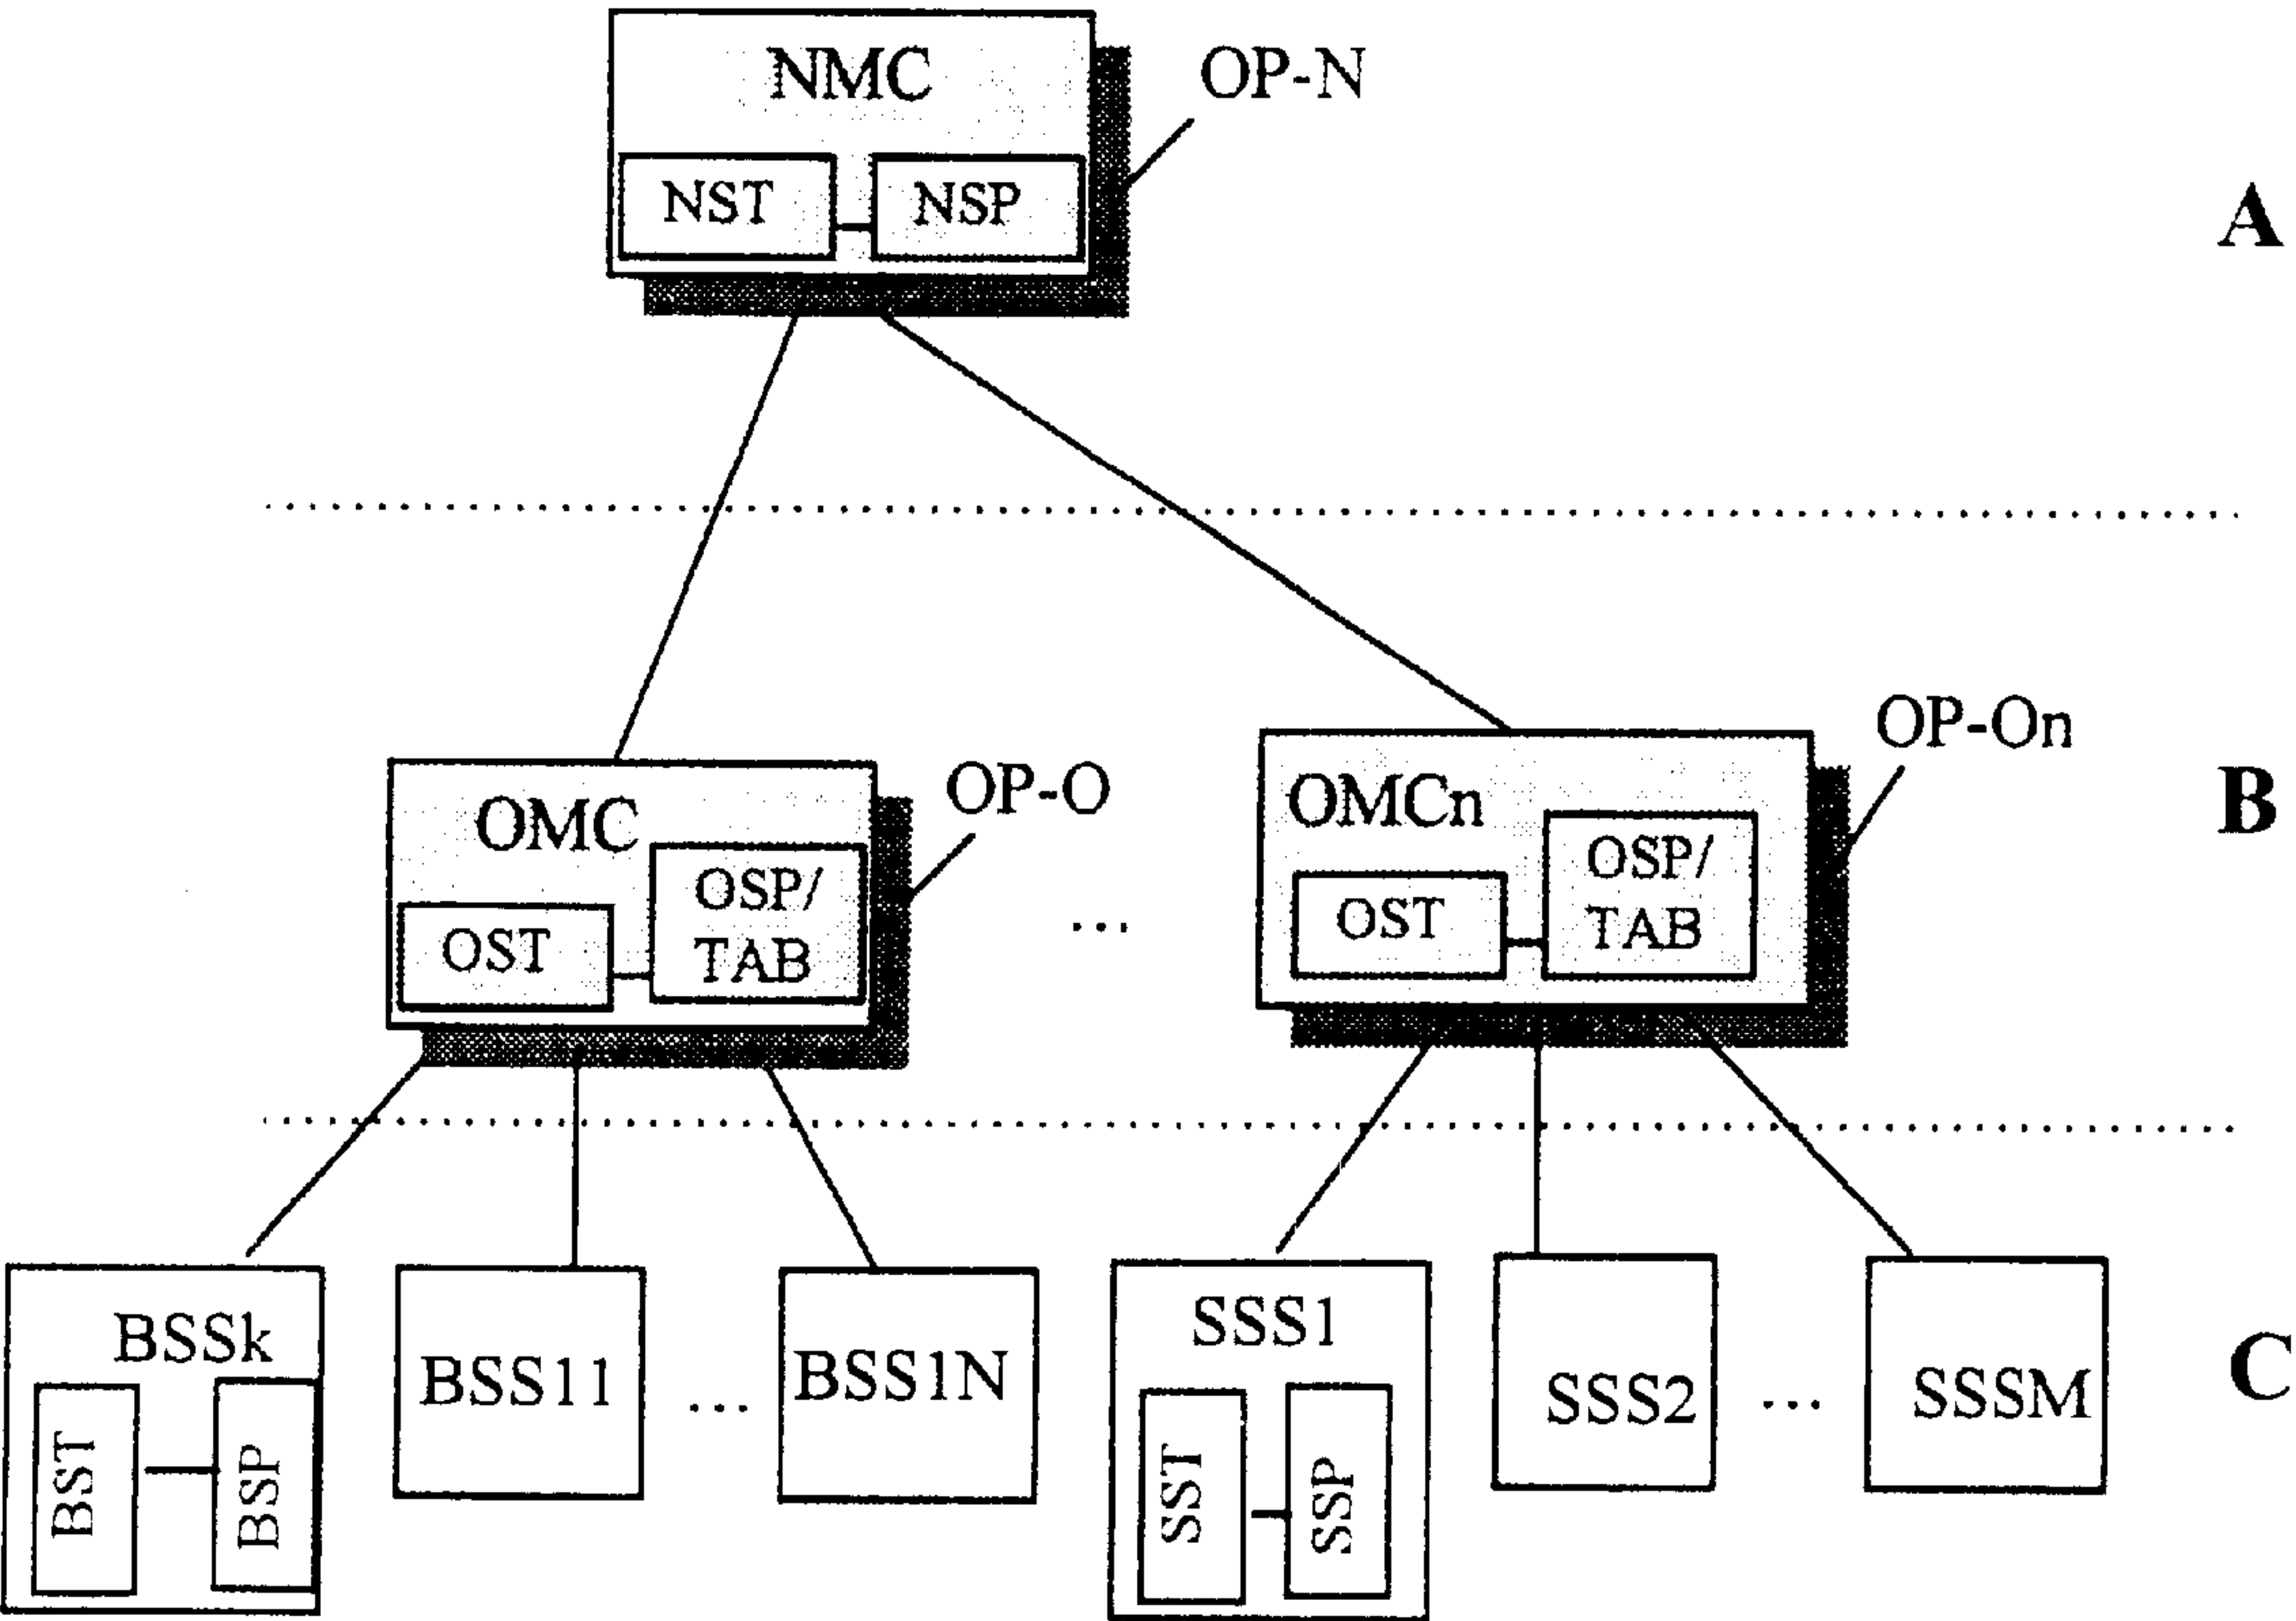 NMC
OP-N
NST
NSP
A
OMC
OP-O
OST
OSP/
TAB
...
OMCn
OP-On
OST
OSP/
TAB
B
BSSk
BST
BSP
BSS11
...
BSS1N
SSS1
SST
SSP
SSS2
...
SSSM
C